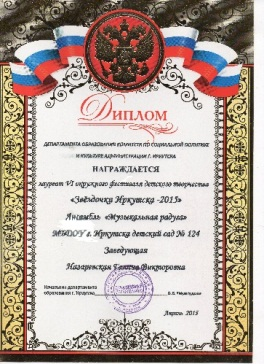 Диплом
ДЕПАРТАМЕНТА ОБРАЗОВАНИЯ КОМИТЕТА ПО СОЦИАЛЬНОЙ ПОЛИТИКЕ
И КУЛЬТУРЕ АДМИНИСТРАЦИИ Г. ИРКУТСКА
НАГРАЖДАЕТСЯ
лауреат VI окружного фестиваля детского творчества
«Звёздочки Иркутска -2015»
Ансамбль «Музыкальная радуга»
МБДОУ г. Иркутска детский сад № 124
Заведующая
Назаревская Галина Викторовна
Начальник департамента
образования г. Иркутска
Апрель 2015